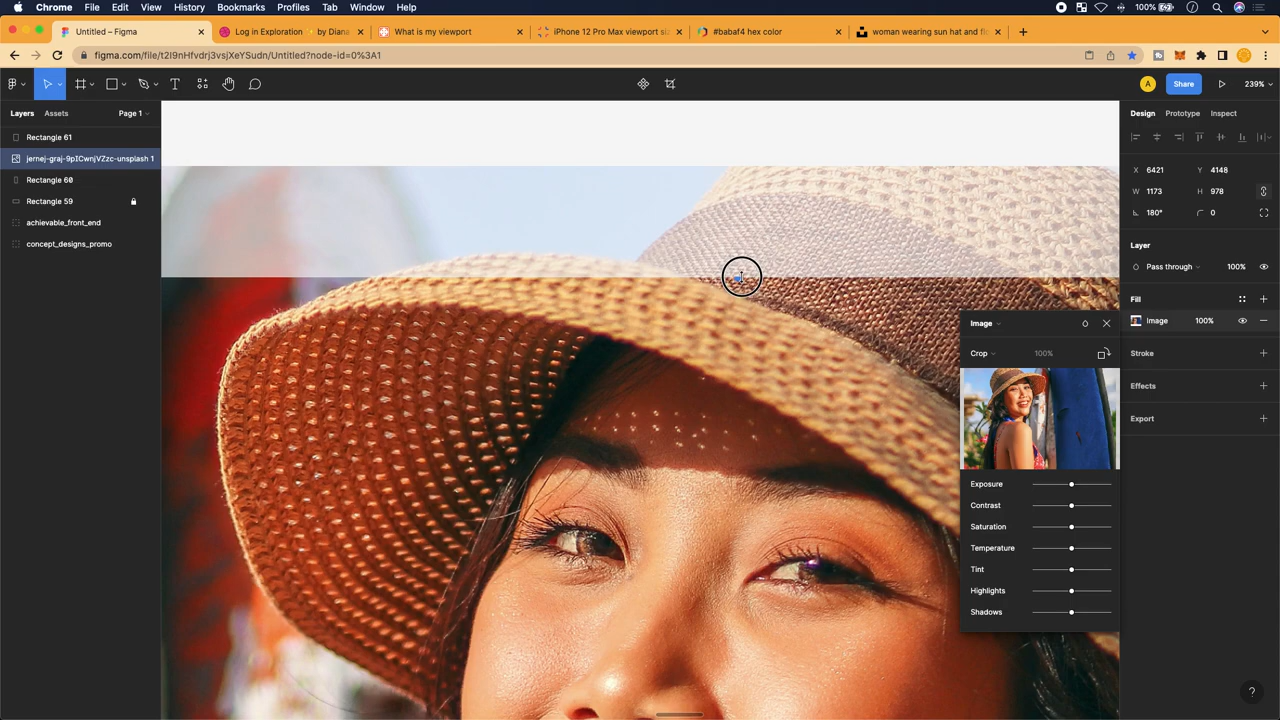 Chrome File Edit View History Bookmarks Profiles Tab Window Help 100%
Untitled – Figma
Log in Exploration ✨ by Diana
What is my viewport
iPhone 12 Pro Max viewport si
#babaf4 hex color
woman wearing sun hat and fl
figma.com/file/t2I9nHfvdrj3vsjXeYSudn/Untitled?node-id=0%3A1
A
Share
239%
Layers Assets Page 1
Design Prototype Inspect
Rectangle 61
jernej-graj-9pICwnjVZzc-unsplash 1
Rectangle 60
Rectangle 59
achievable_front_end
concept_designs_promo
X 6421 Y 4148
W 1173 H 978
180° 0
Layer
Pass through 100%
Fill
Image 100%
Stroke
Effects
Export
Image
Crop 100%
Exposure
Contrast
Saturation
Temperature
Tint
Highlights
Shadows
?